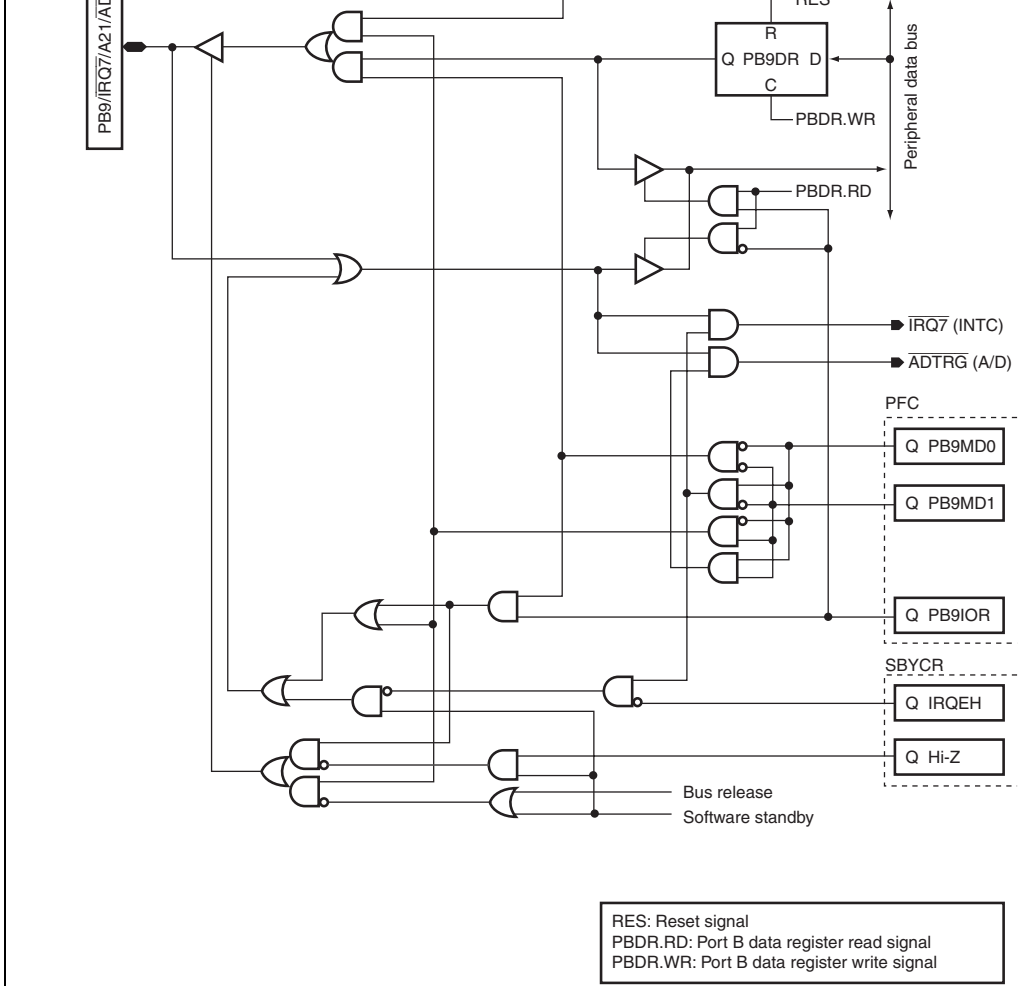 RES
R
Q PB9DR D
C
PBDR.WR
Peripheral data bus
PB9/IRQ7/A21/AD
PBDR.RD
IRQ7 (INTC)
ADTRG (A/D)
PFC
Q PB9MD0
Q PB9MD1
Q PB9IOR
SBYCR
Q IRQEH
Q Hi-Z
Bus release
Software standby
RES: Reset signal
PBDR.RD: Port B data register read signal
PBDR.WR: Port B data register write signal